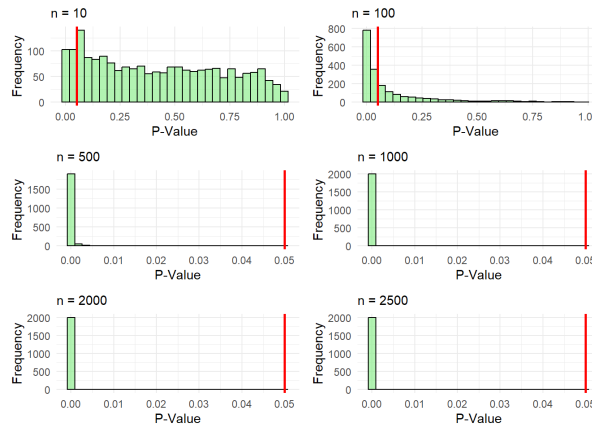 n = 10
Frequency
100
50
0
0.00 0.25 0.50 0.75 1.00
P-Value
n = 100
Frequency
800
600
400
200
0
0.00 0.25 0.50 0.75 1.0
P-Value
n = 500
Frequency
1500
1000
500
0
0.00 0.01 0.02 0.03 0.04 0.05
P-Value
n = 1000
Frequency
2000
1500
1000
500
0
0.00 0.01 0.02 0.03 0.04 0.05
P-Value
n = 2000
Frequency
2000
1500
1000
500
0
0.00 0.01 0.02 0.03 0.04 0.05
P-Value
n = 2500
Frequency
2000
1500
1000
500
0
0.00 0.01 0.02 0.03 0.04 0.05
P-Value